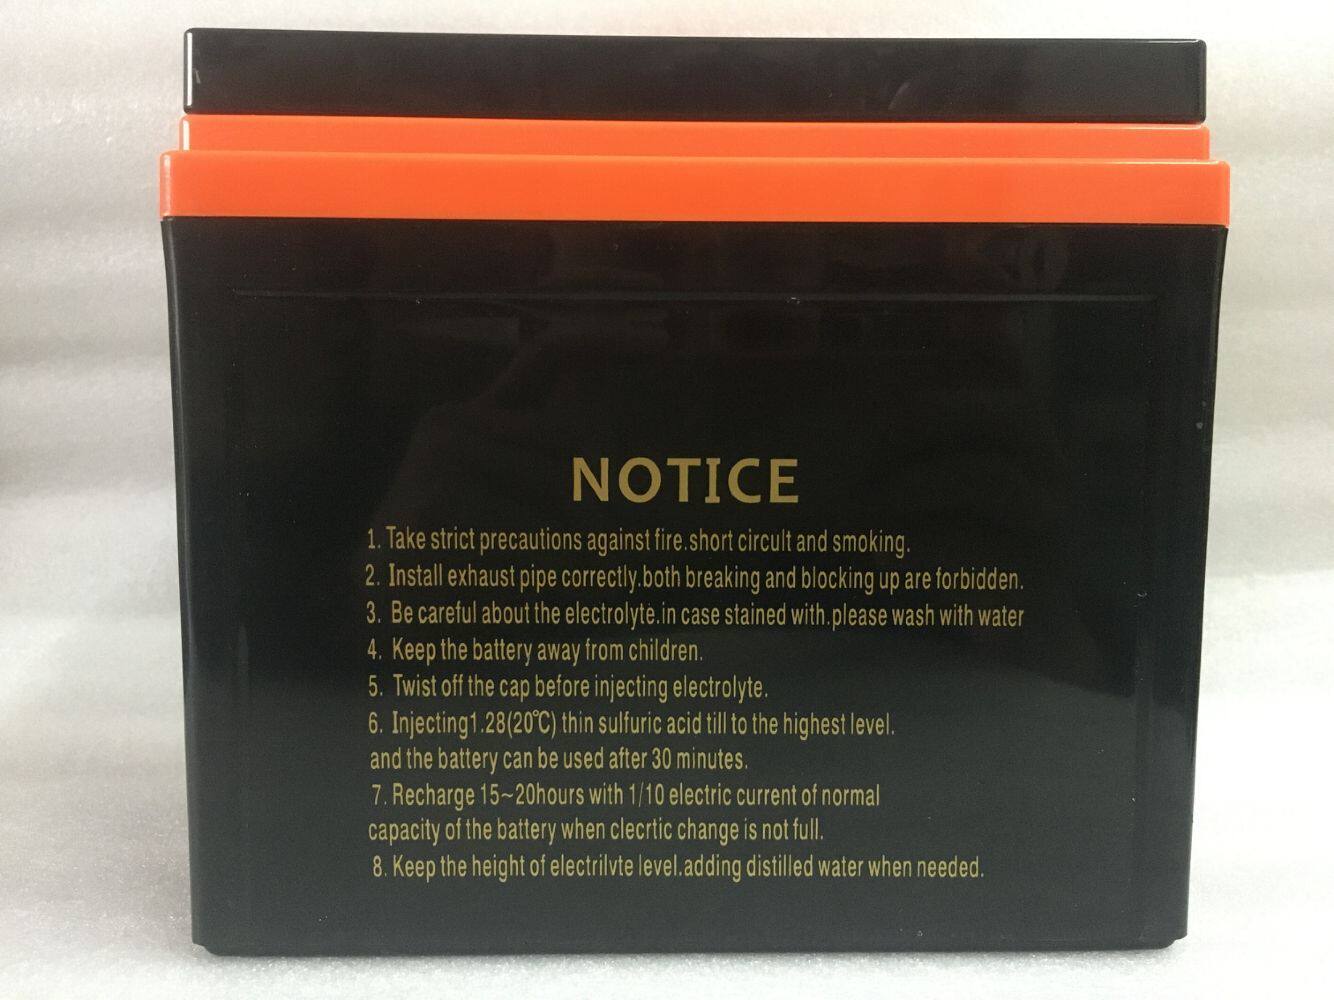 NOTICE
1. Take strict precautions against fire.short circult and smoking.
2. Install exhaust pipe correctly.both breaking and blocking up are forbidden.
3. Be careful about the electrolyte.in case stained with.please wash with water
4. Keep the battery away from children.
5. Twist off the cap before injecting electrolyte.
6. Injecting1.28(20℃) thin sulfuric acid till to the highest level.
and the battery can be used after 30 minutes.
7. Recharge 15~20hours with 1/10 electric current of normal
capacity of the battery when clecrtic change is not full.
8. Keep the height of electrilvte level.adding distilled water when needed.